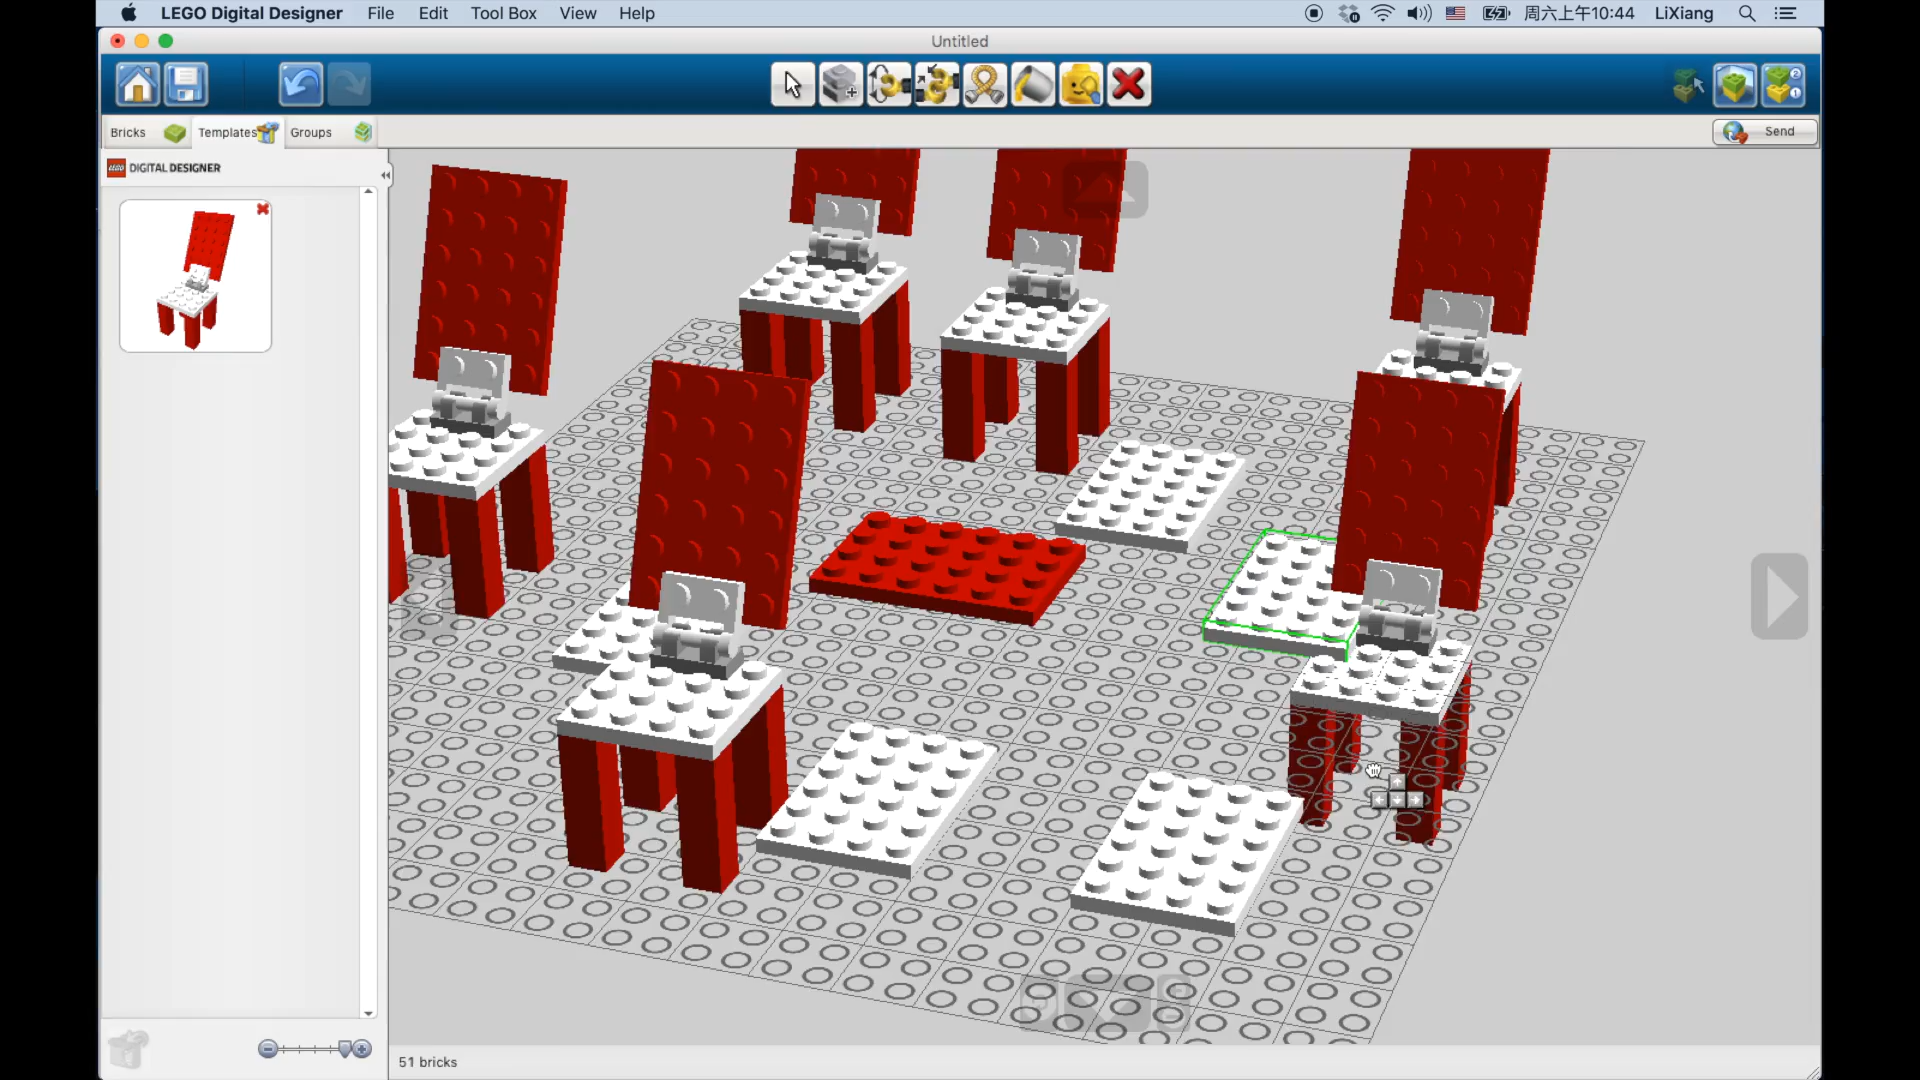 LEGO Digital Designer File Edit Tool Box View Help 周六上午10:44 LiXiang
Untitled
Bricks Templates Groups Send
LEGO DIGITAL DESIGNER
51 bricks